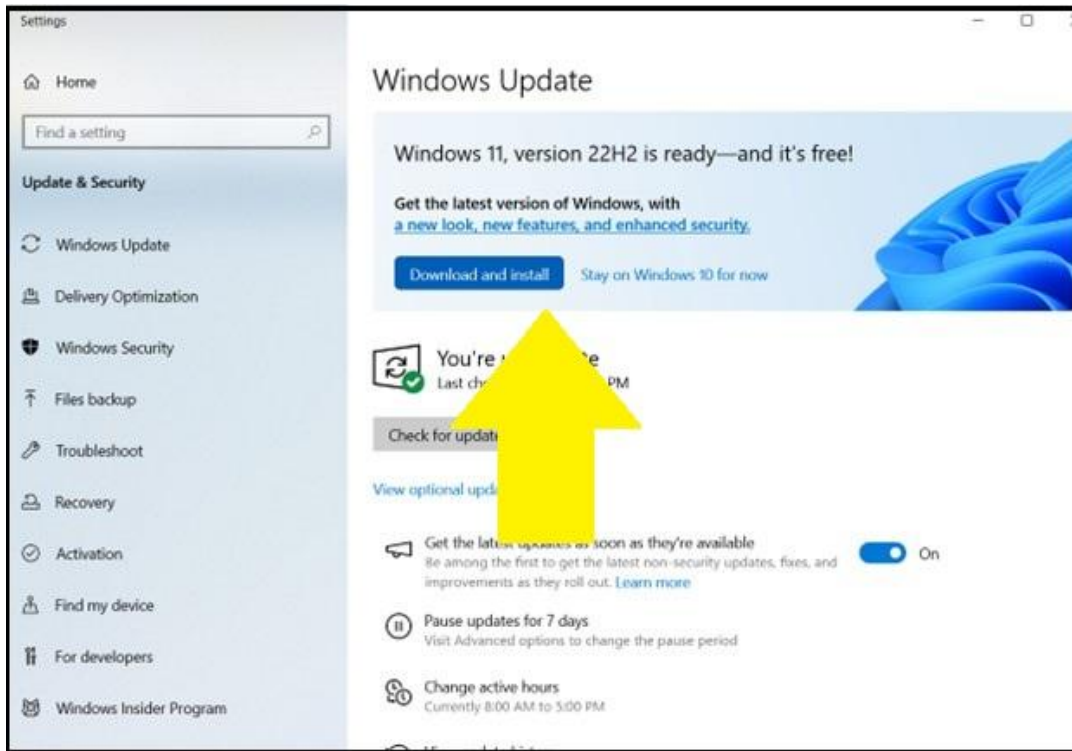 Settings
Home
Find a setting
Update & Security
Windows Update
Delivery Optimization
Windows Security
Files backup
Troubleshoot
Recovery
Activation
Find my device
For developers
Windows Insider Program
Windows Update
Windows 11, version 22H2 is ready—and it's free!
Get the latest version of Windows, with
a new look, new features, and enhanced security.
Download and install
Stay on Windows 10 for now
You're
Last
PM
Check for
View optional
Get the latest updates as soon as they're available
Be among the first to get the latest non-security updates, fixes, and
improvements as they roll out. Learn more
On
Pause updates for 7 days
Visit Advanced options to change the pause period
Change active hours
Currently 8:00 AM to 5:00 PM